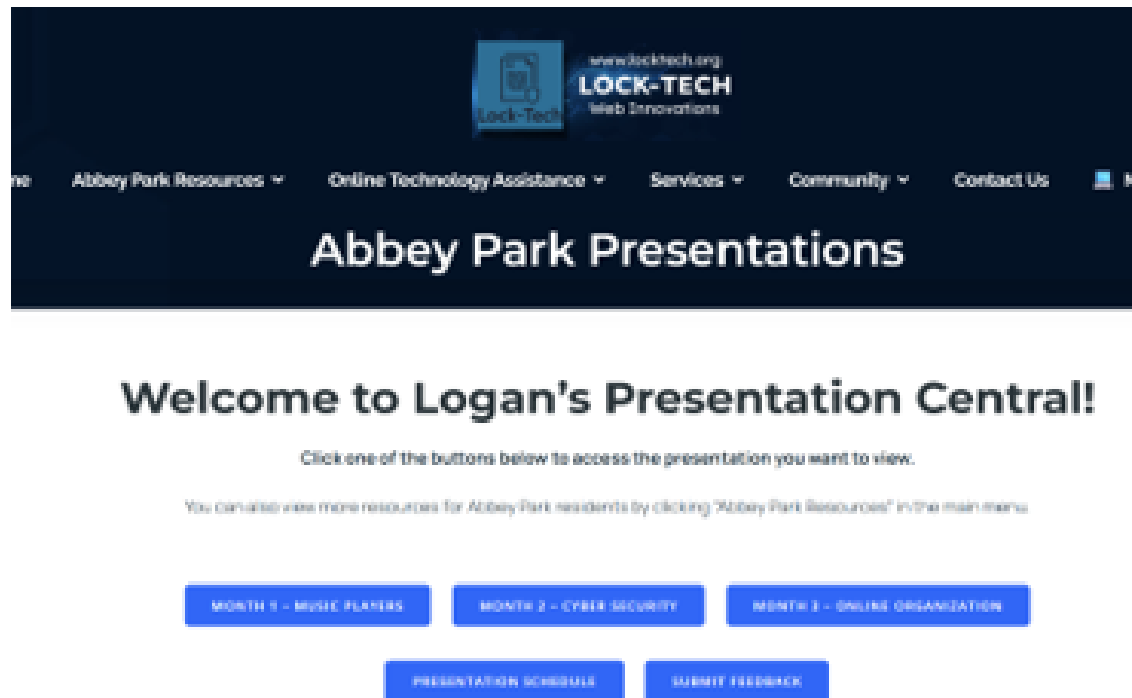 www.locktech.org
LOCK-TECH
Lock-Tech
Web Innovations
Abbey Park Resources
Online Technology Assistance
Services
Community
Contact Us
Abbey Park Presentations
Welcome to Logan's Presentation Central!
Click one of the buttons below to access the presentation you want to view.
You can also view more resources for Abbey Park residents by clicking "Abbey Park Resources" in the main menu.
MONTH 1 – MUSIC PLAYERS
MONTH 2 – CYBER SECURITY
MONTH 3 – ONLINE ORGANIZATION
PRESENTATION SCHEDULE
SUBMIT FEEDBACK